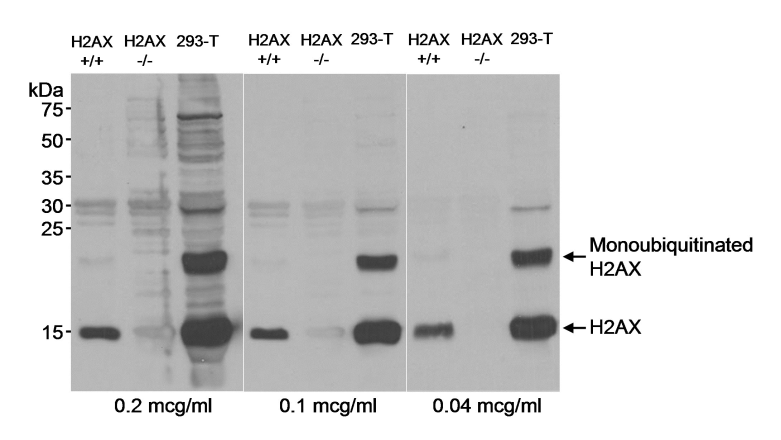 H2AX H2AX 293-T H2AX H2AX 293-T H2AX H2AX 293-T
+/+ -/- +/+ -/- +/+ -/-
kDa
75
50
35
30
25
Monoubiquitinated
H2AX
15
H2AX
0.2 mcg/ml 0.1 mcg/ml 0.04 mcg/ml